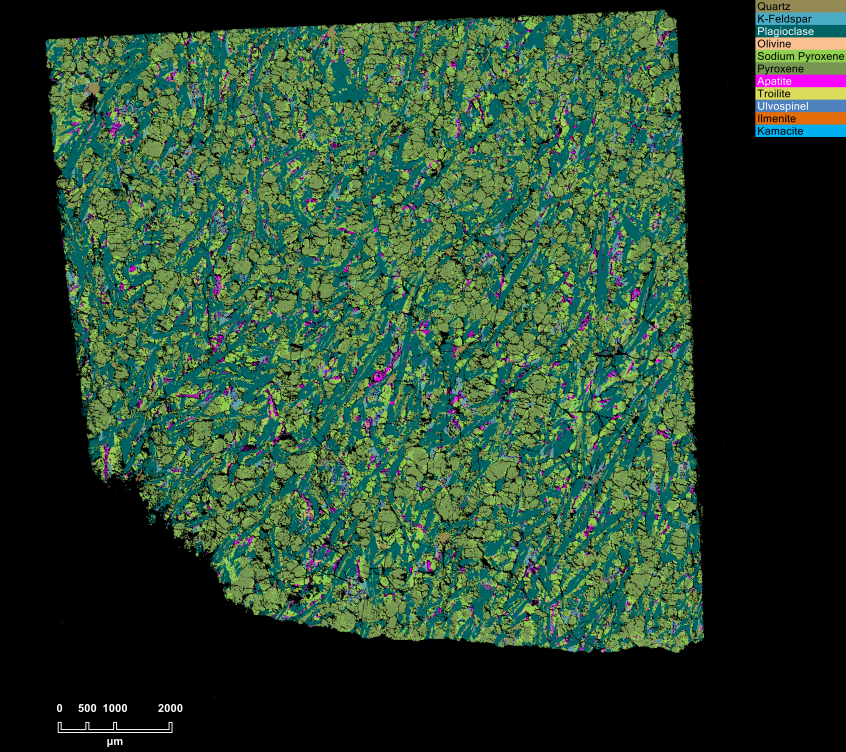 Quartz
K-Feldspar
Plagioclase
Olivine
Sodium Pyroxene
Pyroxene
Apatite
Troilite
Ulvospinel
Ilmenite
Kamacite
0 500 1000 2000
µm